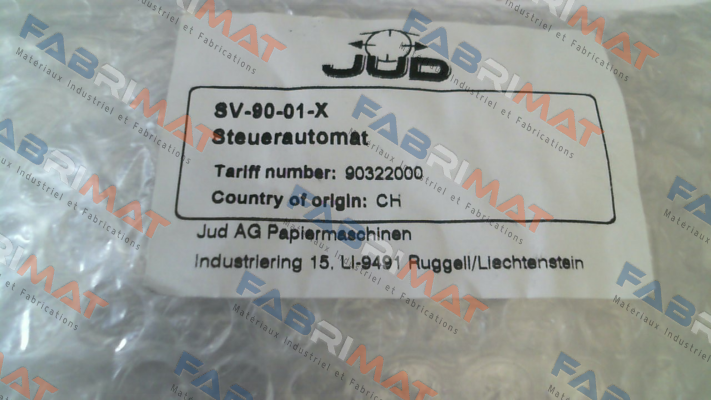 JUD
SV-90-01-X
Steuerautomat
Tariff number: 90322000
Country of origin: CH
Jud AG Papiermaschinen
Industriering 15, LI-9491 Ruggell/Liechtenstein
FABRIMAT
Materiaux Industriel et Fabrications